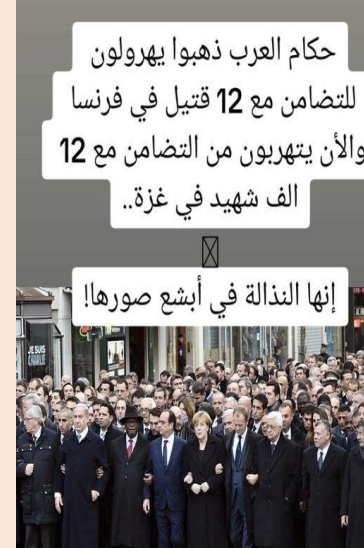 حكام العرب ذهبوا يهرولون
للتضامن مع 12 قتيل في فرنسا
والأن يتهربون من التضامن مع 12
الف شهيد في غزة..
إنها النذالة في أبشع صورها!
JE SUIS
CHARLIE